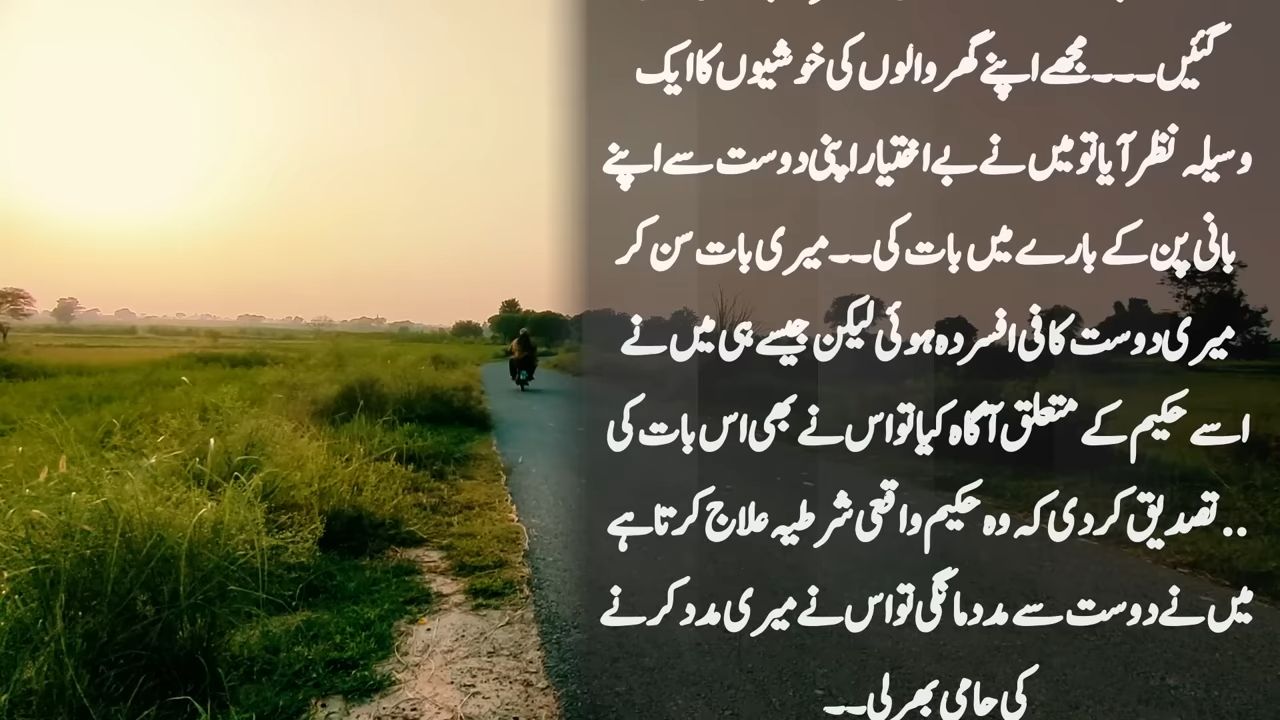 گئیں۔۔۔ مجھے اپنے گھر والوں کی خوشیوں کا ایک
وسیلہ نظر آیا تو میں نے بے اختیار اپنی دوست سے اپنے
بانی پن کے بارے میں بات کی۔۔ میری بات سن کر
میری دوست کافی افسردہ ہوئی لیکن جیسے ہی میں نے
اسے حکیم کے متعلق آگاہ کیا تو اس نے بھی اس بات کی
تصدیق کر دی کہ وہ حکیم واقعی شرطیہ علاج کرتا ہے ..
میں نے دوست سے مدد مانگی تو اس نے میری مدد کرنے
کی حامی بھر لی۔۔